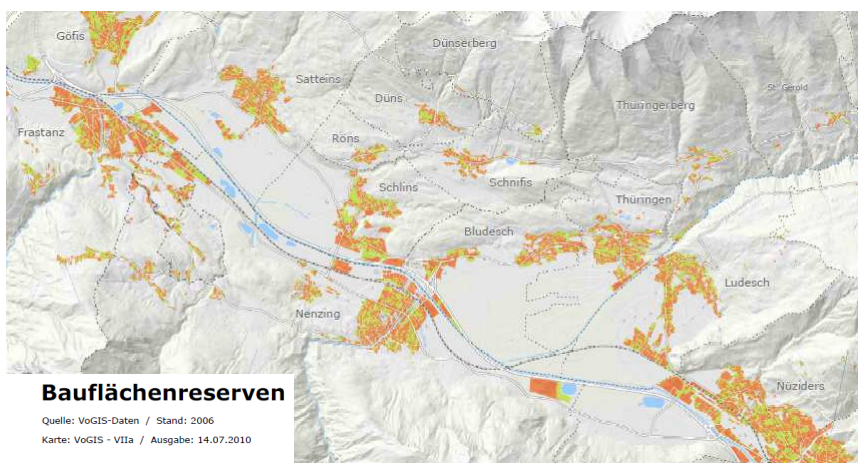 Göfis
Dünserberg
Satteins
St. Gerold
Düns
Thüringerberg
Frastanz
Röns
Schnifis
Schlins
Thüringen
Bludesch
Ludesch
Nenzing
Nüziders
Bauflächenreserven
Quelle: VoGIS-Daten / Stand: 2006
Karte: VoGIS - VIIa / Ausgabe: 14.07.2010